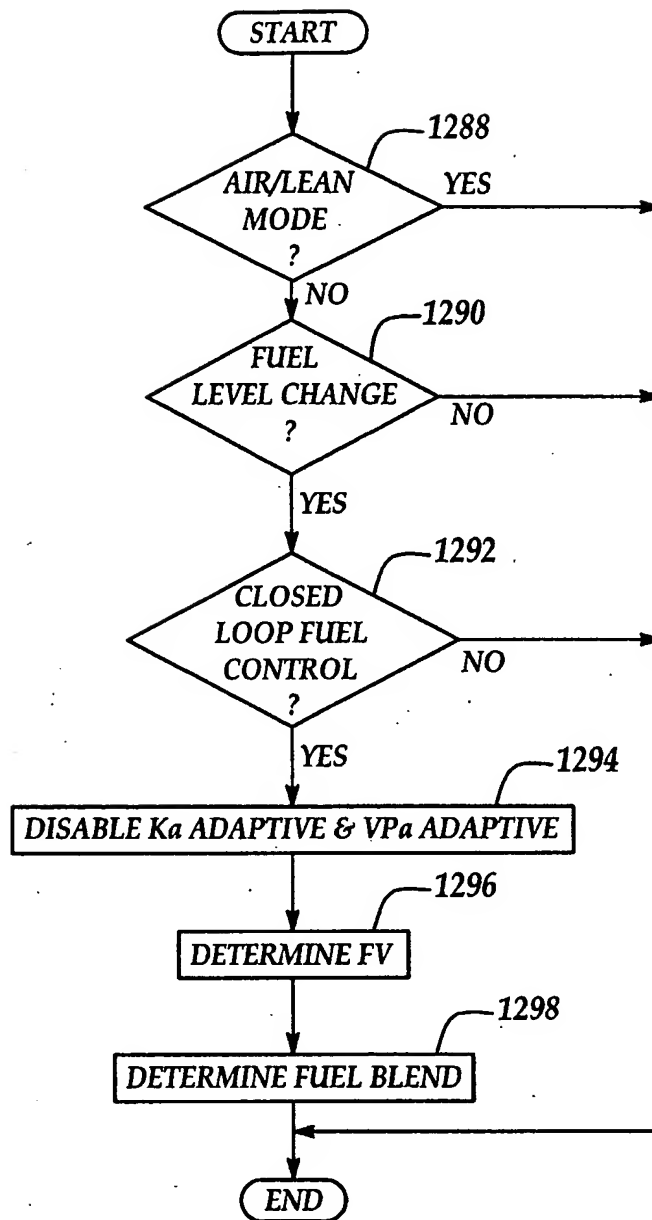 START
1288
AIR/LEAN
MODE
?
YES
NO
1290
FUEL
LEVEL CHANGE
?
NO
YES
1292
CLOSED
LOOP FUEL
CONTROL
?
NO
YES
1294
DISABLE Ka ADAPTIVE & VPa ADAPTIVE
1296
DETERMINE FV
1298
DETERMINE FUEL BLEND
END